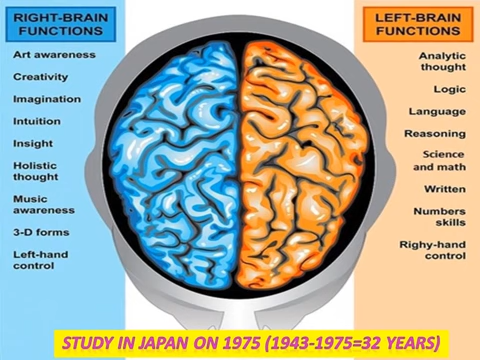 RIGHT-BRAIN
FUNCTIONS
Art awareness
Creativity
Imagination
Intuition
Insight
Holistic
thought
Music
awareness
3-D forms
Left-hand
control
LEFT-BRAIN
FUNCTIONS
Analytic
thought
Logic
Language
Reasoning
Science
and math
Written
Numbers
skills
Righy-hand
control
STUDY IN JAPAN ON 1975 (1943-1975=32 YEARS)